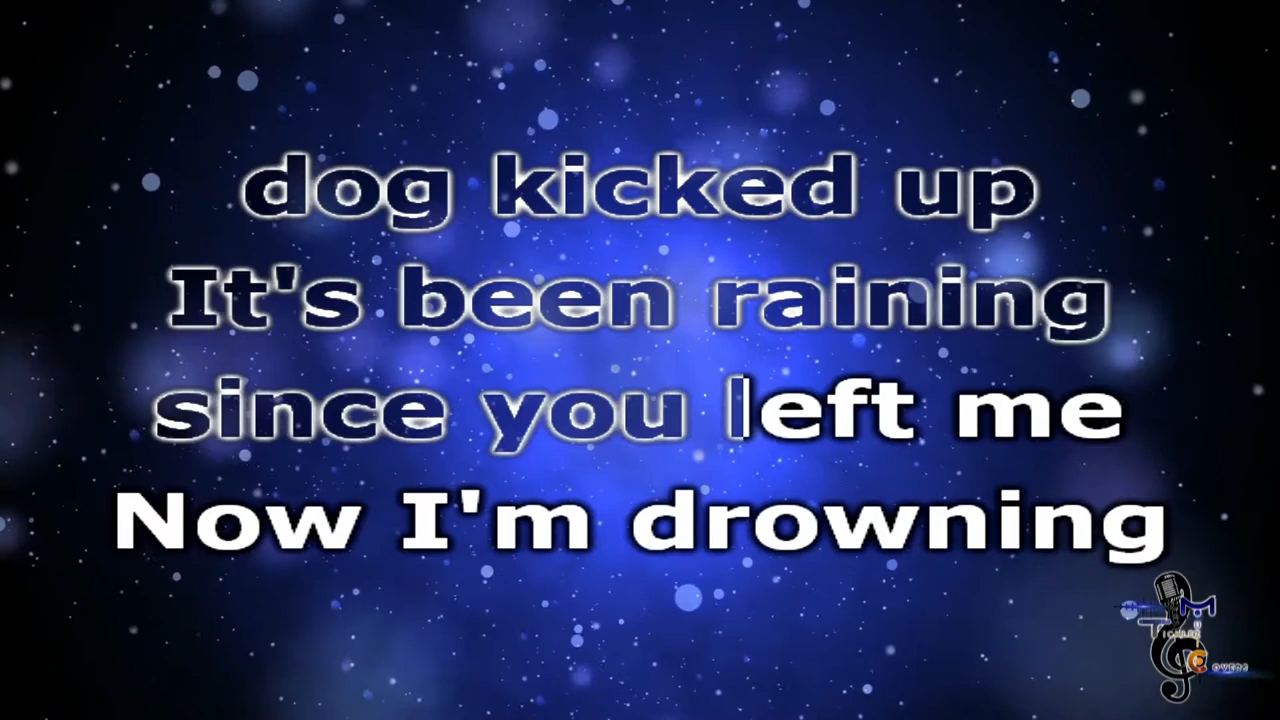 dog kicked up
It's been raining
since you left me
Now I'm drowning